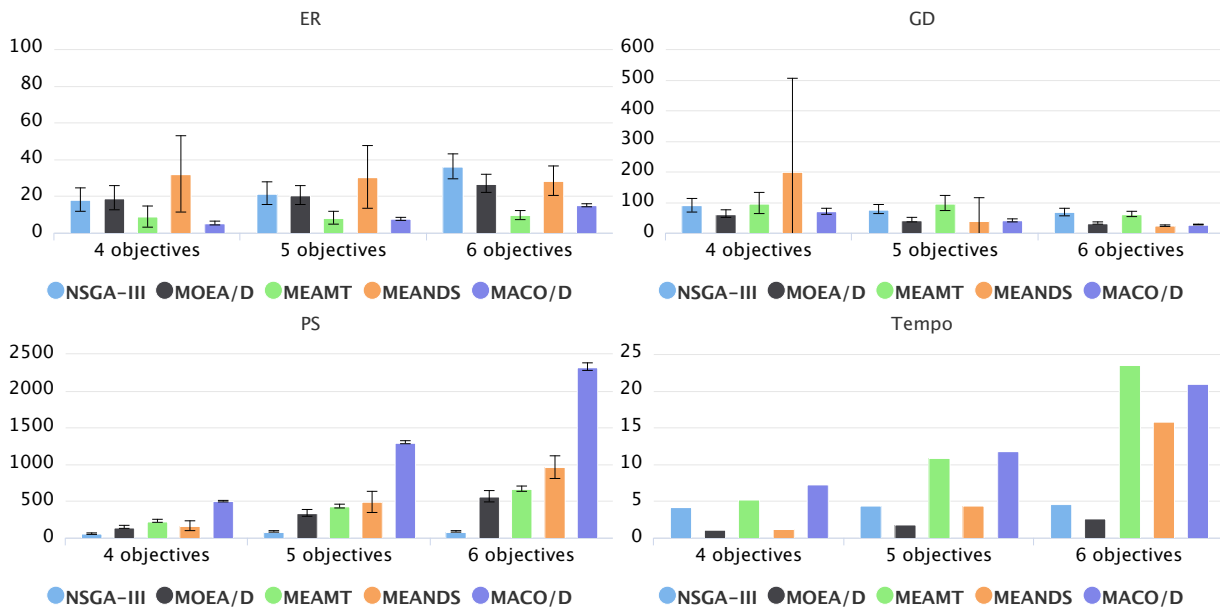 ER
100
80
60
40
20
0
4 objectives 5 objectives 6 objectives
NSGA-III MOEA/D MEAMT MEANDS MACO/D
GD
600
500
400
300
200
100
0
4 objectives 5 objectives 6 objectives
NSGA-III MOEA/D MEAMT MEANDS MACO/D
PS
2500
2000
1500
1000
500
0
4 objectives 5 objectives 6 objectives
NSGA-III MOEA/D MEAMT MEANDS MACO/D
Tempo
25
20
15
10
5
0
4 objectives 5 objectives 6 objectives
NSGA-III MOEA/D MEAMT MEANDS MACO/D